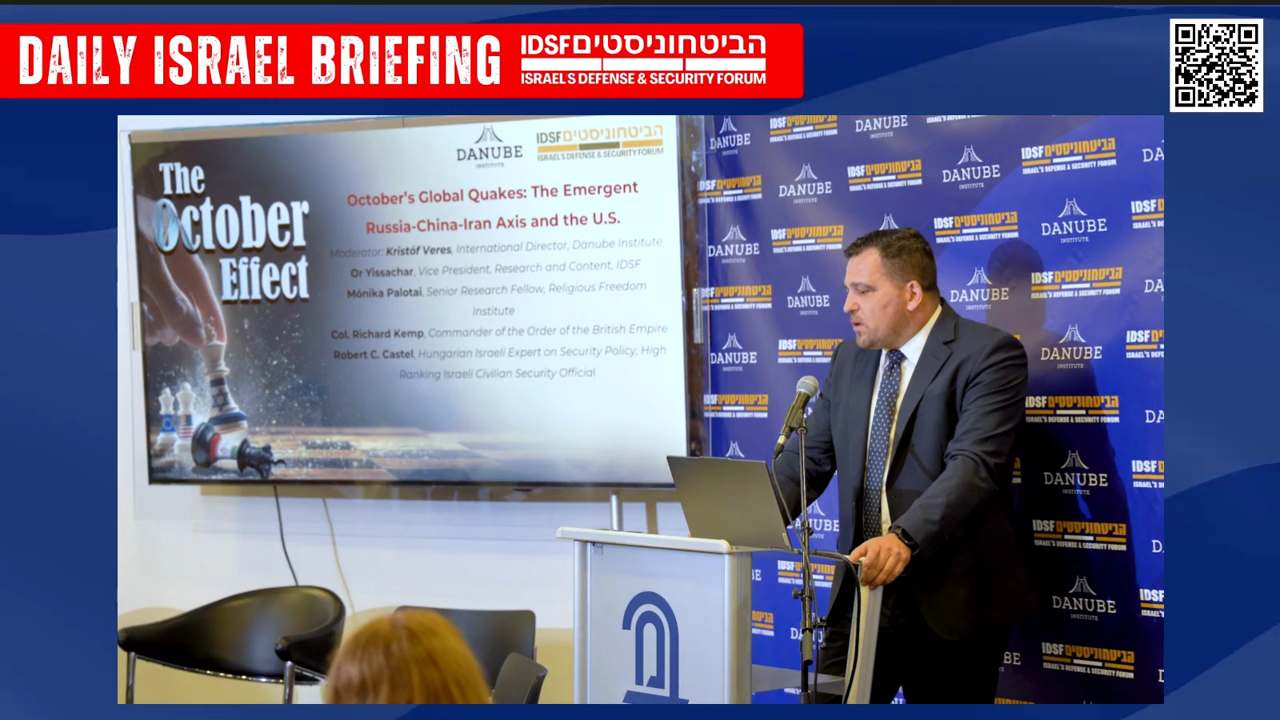 DAILY ISRAEL BRIEFING
IDSF הביטחוניסטים
ISRAEL'S DEFENSE & SECURITY FORUM
DANUBE
INSTITUTE
IDSF הביטחוניסטים
ISRAEL'S DEFENSE & SECURITY FORUM
The
October
Effect
October's Global Quakes: The Emergent
Russia-China-Iran Axis and the U.S.
Moderator: Kristóf Veres, International Director, Danube Institute
Or Yissachar, Vice President, Research and Content, IDSF
Mónika Palotai, Senior Research Fellow, Religious Freedom
Institute
Col. Richard Kemp, Commander of the Order of the British Empire
Robert C. Castel, Hungarian Israeli Expert on Security Policy, High
Ranking Israeli Civilian Security Official
DANUBE
INSTITUTE
IDSF הביטחוניסטים
ISRAEL'S DEFENSE & SECURITY FORUM